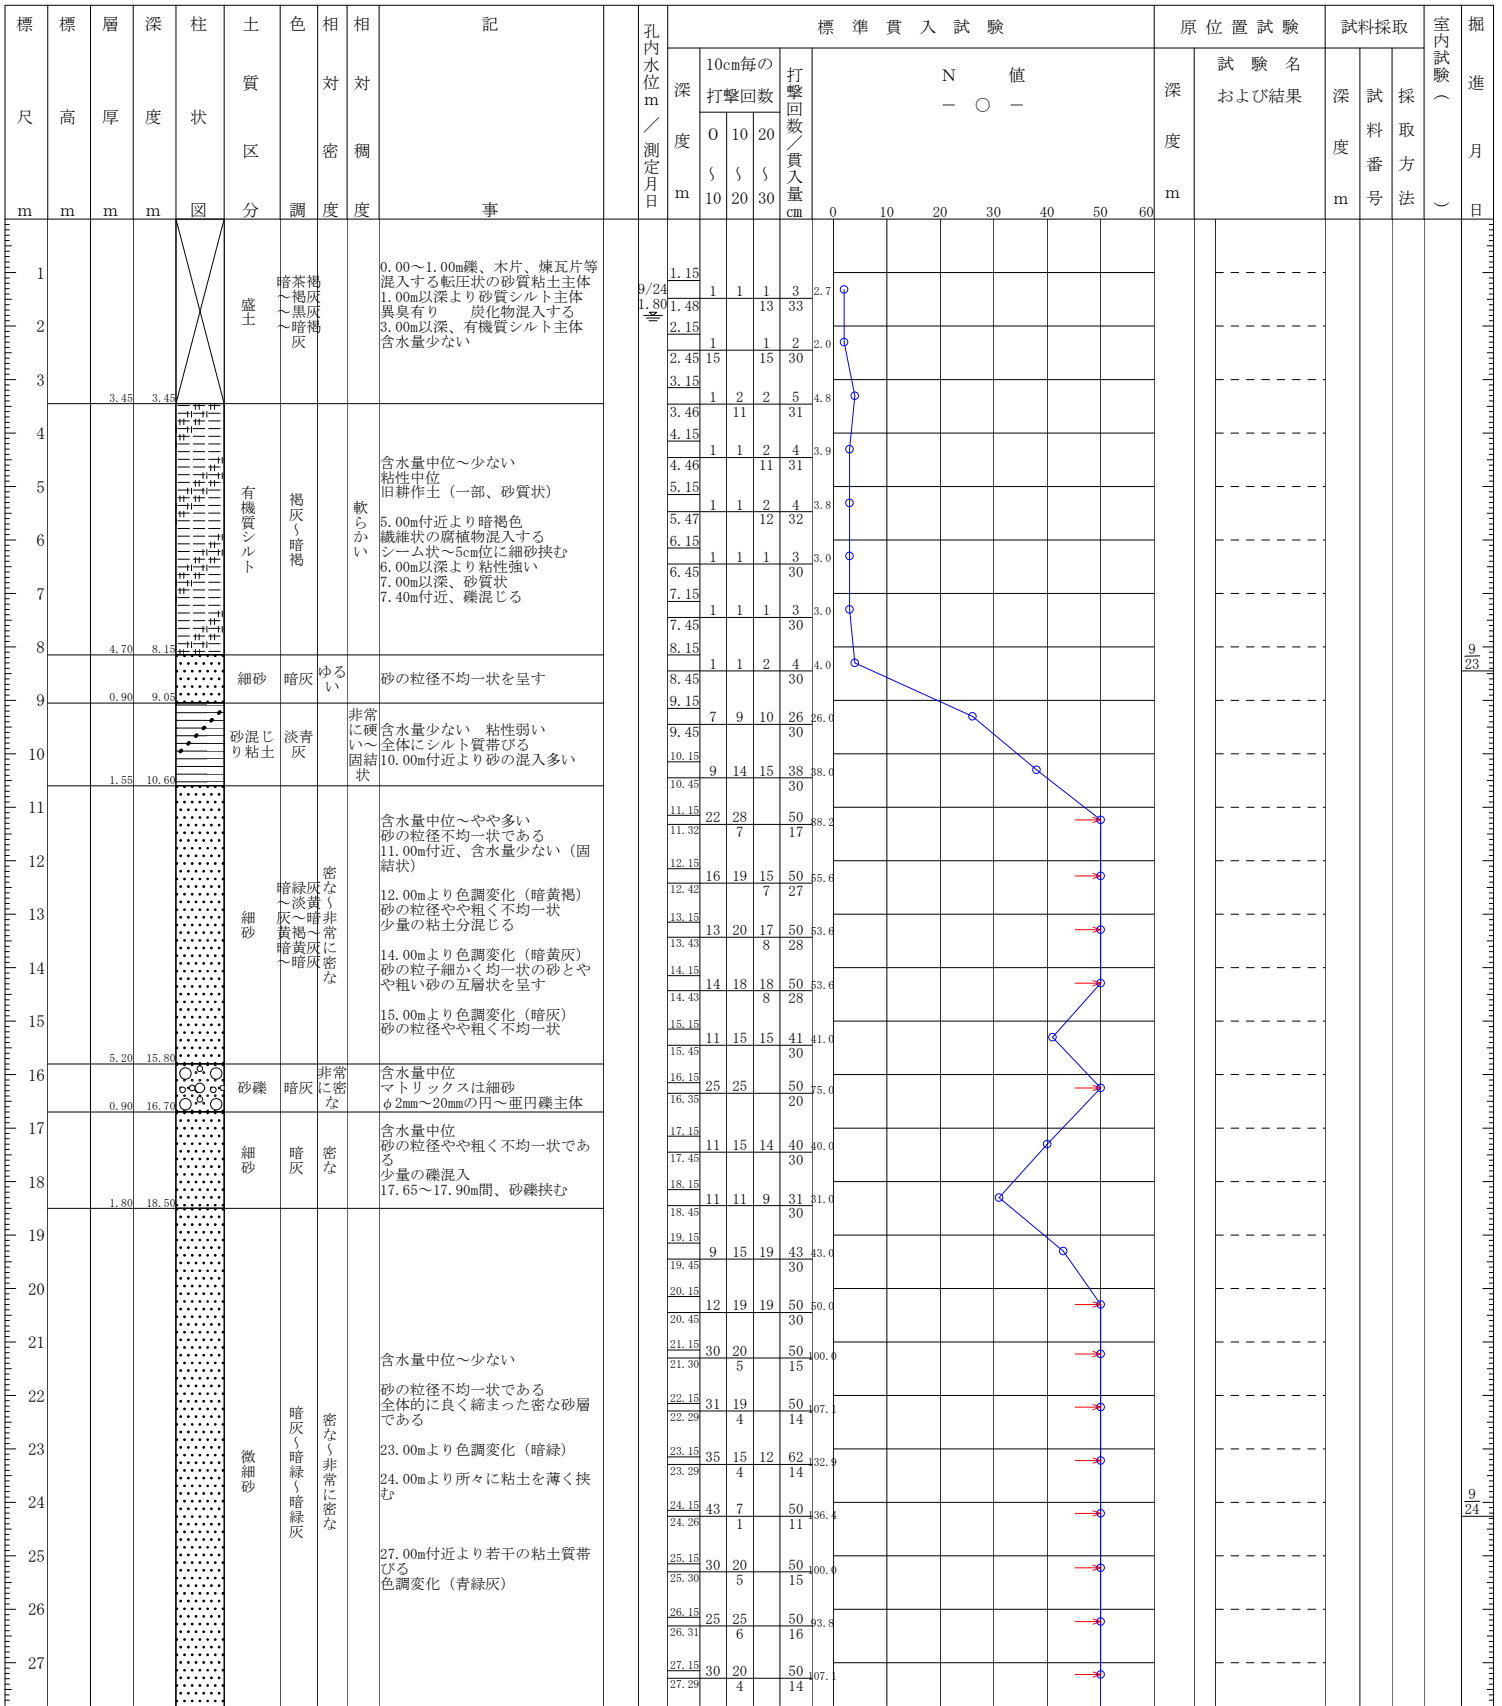 標尺m
標高m
層厚m
深度m
柱状図
土質区分
色調
相対密度
相対稠度
記事
孔内水位m／測定月日
標準貫入試験
深度m
10cm毎の打撃回数
0〜10
10〜20
20〜30
打撃回数／貫入量cm
N 値
－ ○ －
0 10 20 30 40 50 60
原位置試験
深度m
試験名および結果
試料採取
深度m
試料番号
採取方法
室内試験（ ）
掘進月日
1
2
3
4
5
6
7
8
9
10
11
12
13
14
15
16
17
18
19
20
21
22
23
24
25
26
27
3.45 3.45
盛土
暗茶褐
〜褐灰
〜黒灰
〜暗褐
灰
0.00〜1.00m礫、木片、煉瓦片等
混入する転圧状の砂質粘土主体
1.00m以深より砂質シルト主体
異臭有り 炭化物混入する
3.00m以深、有機質シルト主体
含水量少ない
4.70 8.15
有機質シルト
褐灰〜暗褐
軟らかい
含水量中位〜少ない
粘性中位
旧耕作土（一部、砂質状）
5.00m付近より暗褐色
繊維状の腐植物混入する
シーム状〜5cm位に細砂挟む
6.00m以深より粘性強い
7.00m以深、砂質状
7.40m付近、礫混じる
0.90 9.05
細砂
暗灰
ゆるい
砂の粒径不均一状を呈す
1.55 10.60
砂混じり粘土
淡青灰
非常に硬い〜固結状
含水量少ない 粘性弱い
全体にシルト質帯びる
10.00m付近より砂の混入多い
5.20 15.80
細砂
暗緑灰
〜淡黄
灰〜暗
黄褐〜
暗黄灰
〜暗灰
密な〜非常に密な
含水量中位〜やや多い
砂の粒径不均一状である
11.00m付近、含水量少ない（固
結状）
12.00mより色調変化（暗黄褐）
砂の粒径やや粗く不均一状
少量の粘土分混じる
14.00mより色調変化（暗黄灰）
砂の粒子細かく均一状の砂とや
や粗い砂の互層状を呈す
15.00mより色調変化（暗灰）
砂の粒径やや粗く不均一状
0.90 16.70
砂礫
暗灰
非常に密な
含水量中位
マトリックスは細砂
φ2mm〜20mmの円〜亜円礫主体
1.80 18.50
細砂
暗灰
密な
含水量中位
砂の粒径やや粗く不均一状であ
る
少量の礫混入
17.65〜17.90m間、砂礫挟む
微細砂
暗灰〜暗緑〜暗緑灰
密な〜非常に密な
含水量中位〜少ない
砂の粒径不均一状である
全体的に良く締まった密な砂層
である
23.00mより色調変化（暗緑）
24.00mより所々に粘土を薄く挟
む
27.00m付近より若干の粘土質帯
びる
色調変化（青緑灰）
9/24
1.80
1.15
1 1 1 3 2.7
1.48 13 33
2.15
1 1 2 2.0
2.45 15 15 30
3.15
1 2 2 5 4.8
3.46 11 31
4.15
1 1 2 4 3.9
4.46 11 31
5.15
1 1 2 4 3.8
5.47 12 32
6.15
1 1 1 3 3.0
6.45 30
7.15
1 1 1 3 3.0
7.45 30
8.15
1 1 2 4 4.0
8.45 30
9.15
7 9 10 26 26.0
9.45 30
10.15
9 14 15 38 38.0
10.45 30
11.15
22 28 50 88.2
11.32 7 17
12.15
16 19 15 50 55.6
12.42 7 27
13.15
13 20 17 50 53.6
13.43 8 28
14.15
14 18 18 50 53.6
14.43 8 28
15.15
11 15 15 41 41.0
15.45 30
16.15
25 25 50 75.0
16.35 20
17.15
11 15 14 40 40.0
17.45 30
18.15
11 11 9 31 31.0
18.45 30
19.15
9 15 19 43 43.0
19.45 30
20.15
12 19 19 50 50.0
20.45 30
21.15
30 20 50 100.0
21.30 5 15
22.15
31 19 50 107.1
22.29 4 14
23.15
35 15 12 62 132.9
23.29 4 14
24.15
43 7 50 136.4
24.26 1 11
25.15
30 20 50 100.0
25.30 5 15
26.15
25 25 50 93.8
26.31 6 16
27.15
30 20 50 107.1
27.29 4 14
9
23
9
24